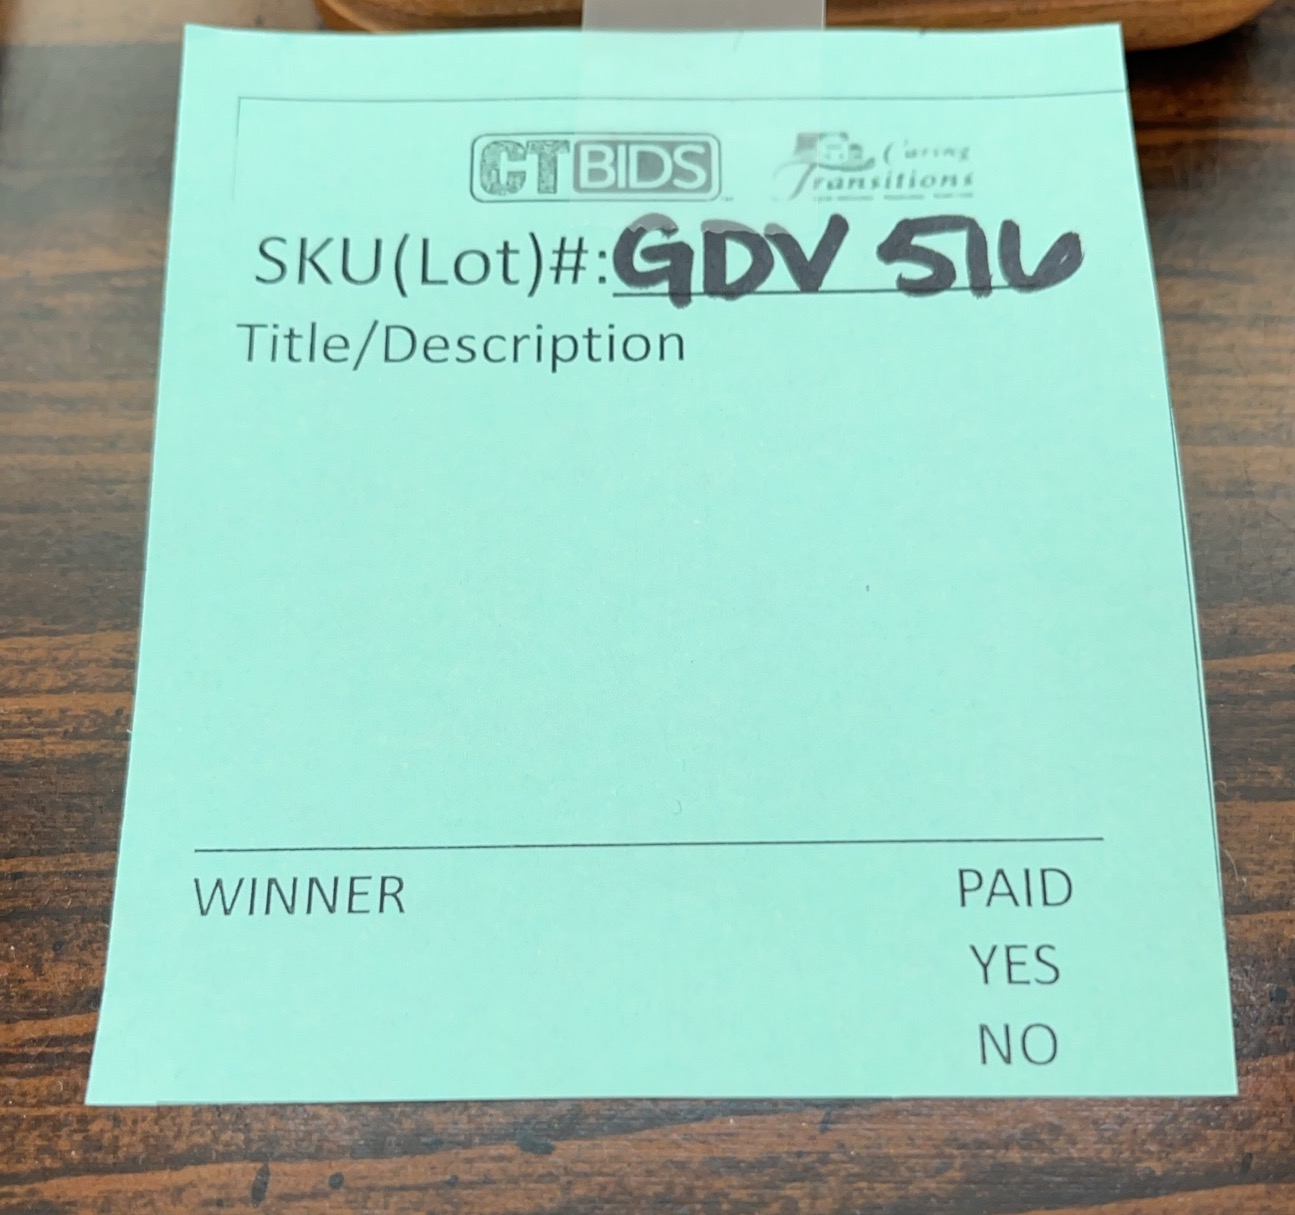 CTBIDS
Caring
Transitions
SKU(Lot)#:GDV 516
Title/Description
WINNER
PAID
YES
NO